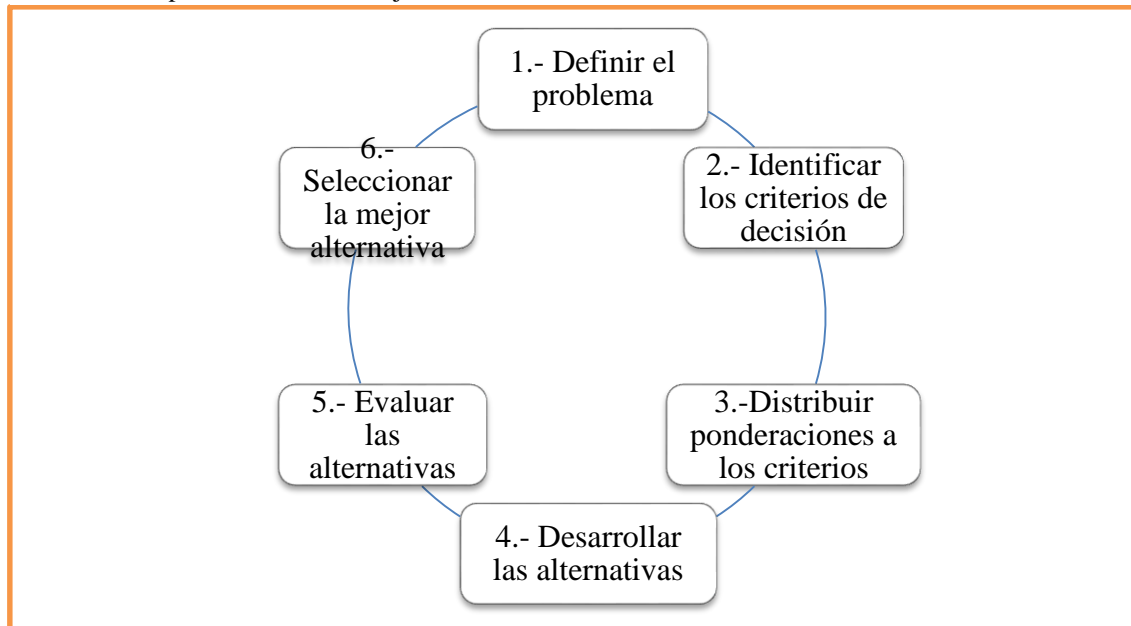 1.- Definir el
problema
2.- Identificar
los criterios de
decisión
3.-Distribuir
ponderaciones a
los criterios
4.- Desarrollar
las alternativas
5.- Evaluar
las
alternativas
6.-
Seleccionar
la mejor
alternativa